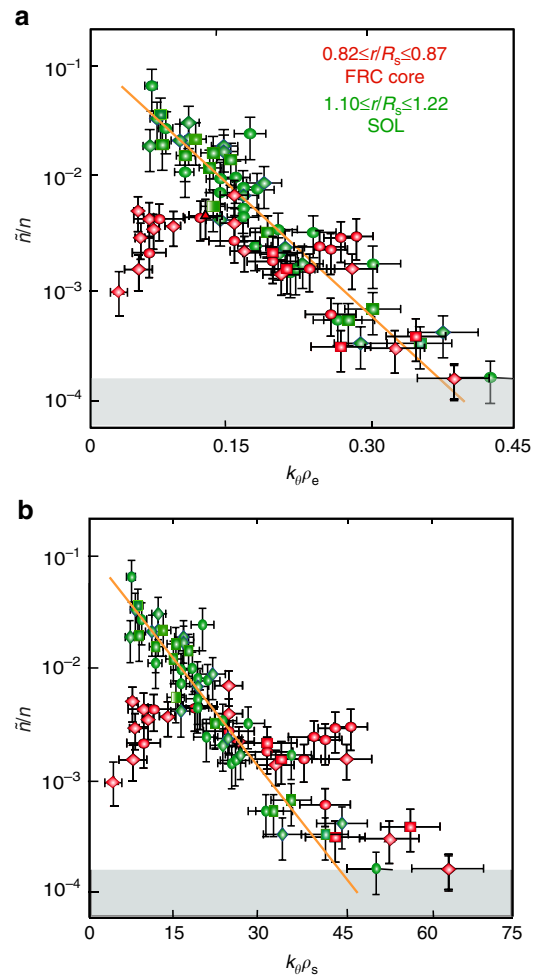 a
0.82≤r/Rₛ≤0.87
FRC core
1.10≤r/Rₛ≤1.22
SOL
ñ/n
10⁻¹
10⁻²
10⁻³
10⁻⁴
0 0.15 0.30 0.45
k_θρₑ
b
ñ/n
10⁻¹
10⁻²
10⁻³
10⁻⁴
0 15 30 45 60 75
k_θρₛ